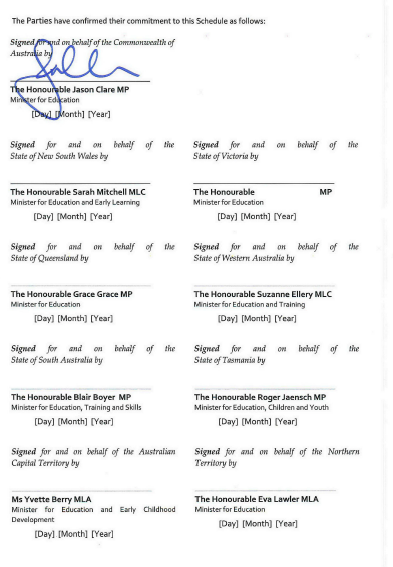 The Parties have confirmed their commitment to this Schedule as follows:
Signed for and on behalf of the Commonwealth of
Australia by
The Honourable Jason Clare MP
Minister for Education
[Day] [Month] [Year]
Signed for and on behalf of the
State of New South Wales by
The Honourable Sarah Mitchell MLC
Minister for Education and Early Learning
[Day] [Month] [Year]
Signed for and on behalf of the
State of Victoria by
The Honourable MP
Minister for Education
[Day] [Month] [Year]
Signed for and on behalf of the
State of Queensland by
The Honourable Grace Grace MP
Minister for Education
[Day] [Month] [Year]
Signed for and on behalf of the
State of Western Australia by
The Honourable Suzanne Ellery MLC
Minister for Education and Training
[Day] [Month] [Year]
Signed for and on behalf of the
State of South Australia by
The Honourable Blair Boyer MP
Minister for Education, Training and Skills
[Day] [Month] [Year]
Signed for and on behalf of the
State of Tasmania by
The Honourable Roger Jaensch MP
Minister for Education, Children and Youth
[Day] [Month] [Year]
Signed for and on behalf of the Australian
Capital Territory by
Ms Yvette Berry MLA
Minister for Education and Early Childhood
Development
[Day] [Month] [Year]
Signed for and on behalf of the Northern
Territory by
The Honourable Eva Lawler MLA
Minister for Education
[Day] [Month] [Year]